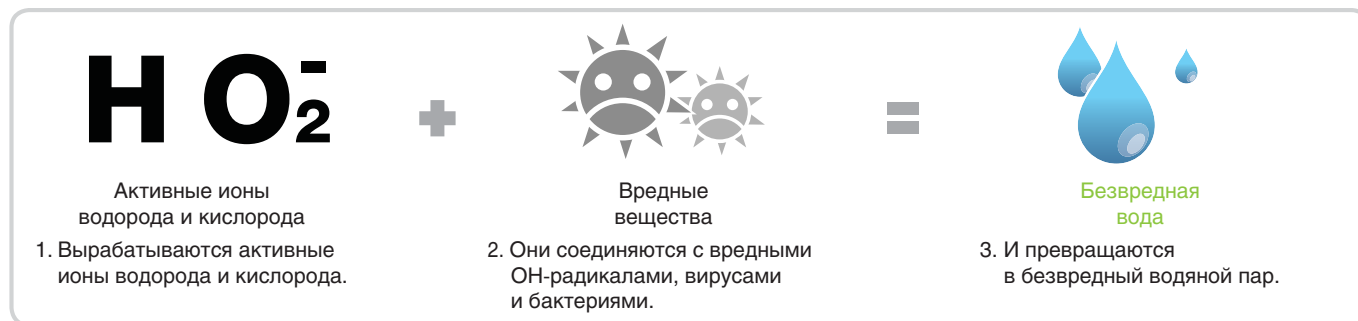 H O₂⁻
Активные ионы
водорода и кислорода
1. Вырабатываются активные
ионы водорода и кислорода.
+
Вредные
вещества
2. Они соединяются с вредными
ОН-радикалами, вирусами
и бактериями.
=
Безвредная
вода
3. И превращаются
в безвредный водяной пар.